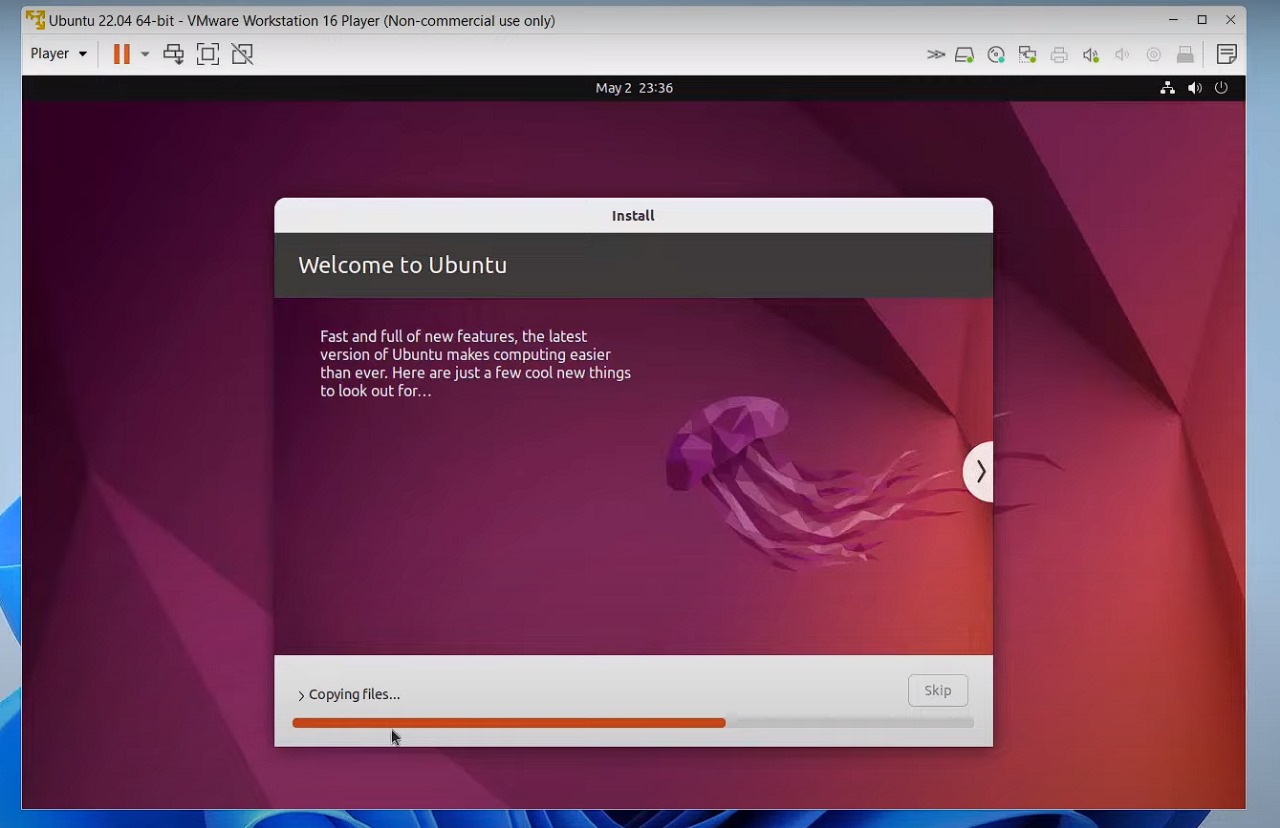 Ubuntu 22.04 64-bit - VMware Workstation 16 Player (Non-commercial use only)
Player
May 2 23:36
Install
Welcome to Ubuntu
Fast and full of new features, the latest
version of Ubuntu makes computing easier
than ever. Here are just a few cool new things
to look out for…
Copying files...
Skip